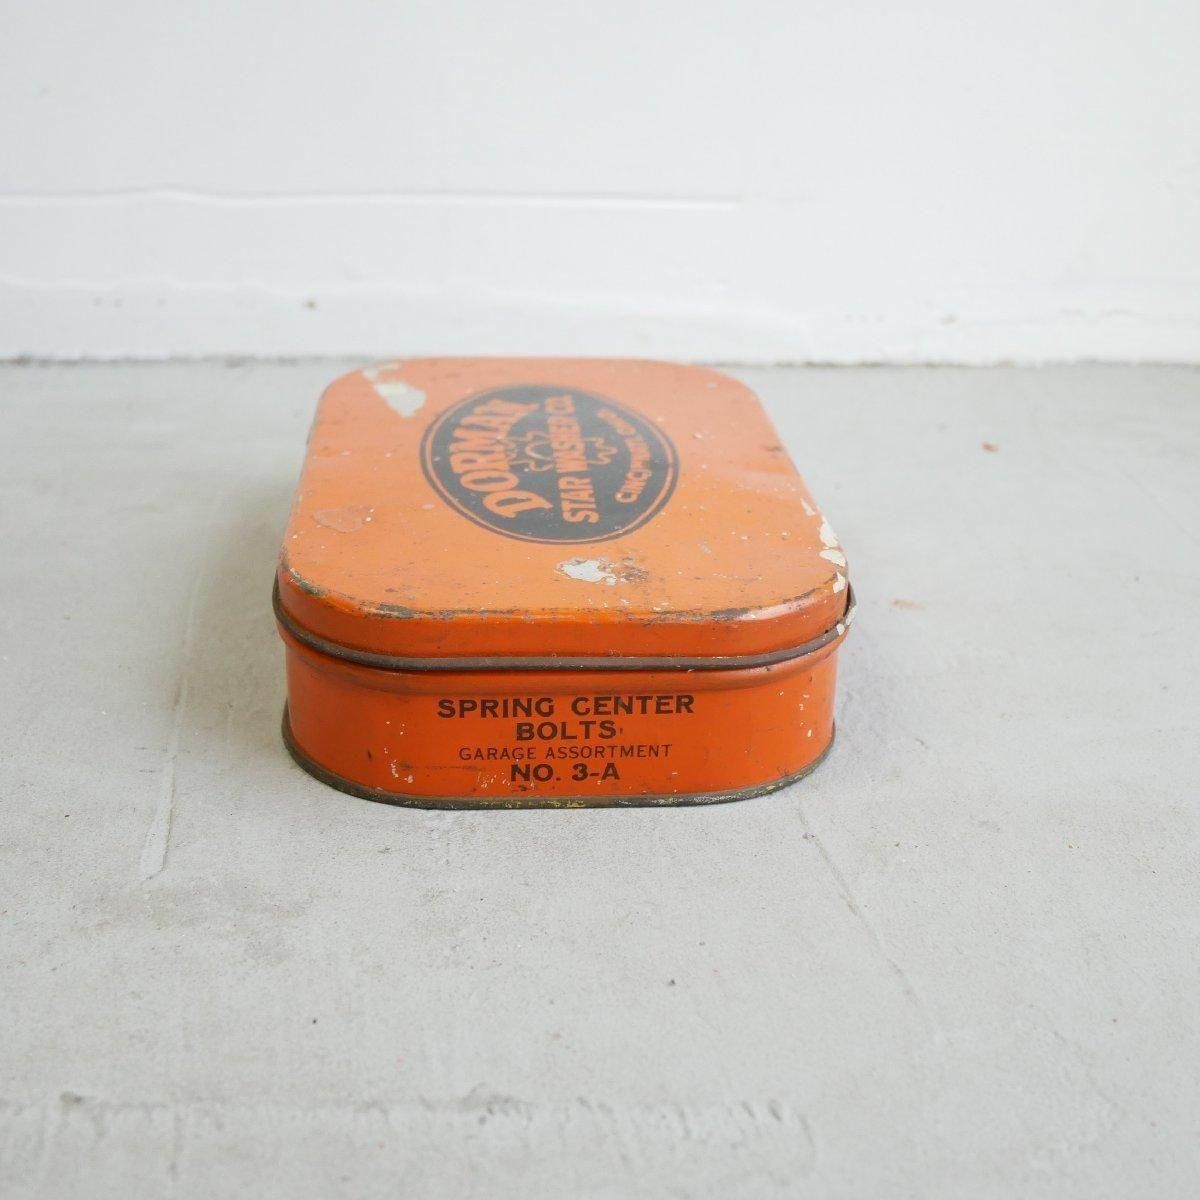 DORMAN
STAR WASHER CO.
CINCINNATI, OHIO
SPRING CENTER
BOLTS
GARAGE ASSORTMENT
NO. 3-A